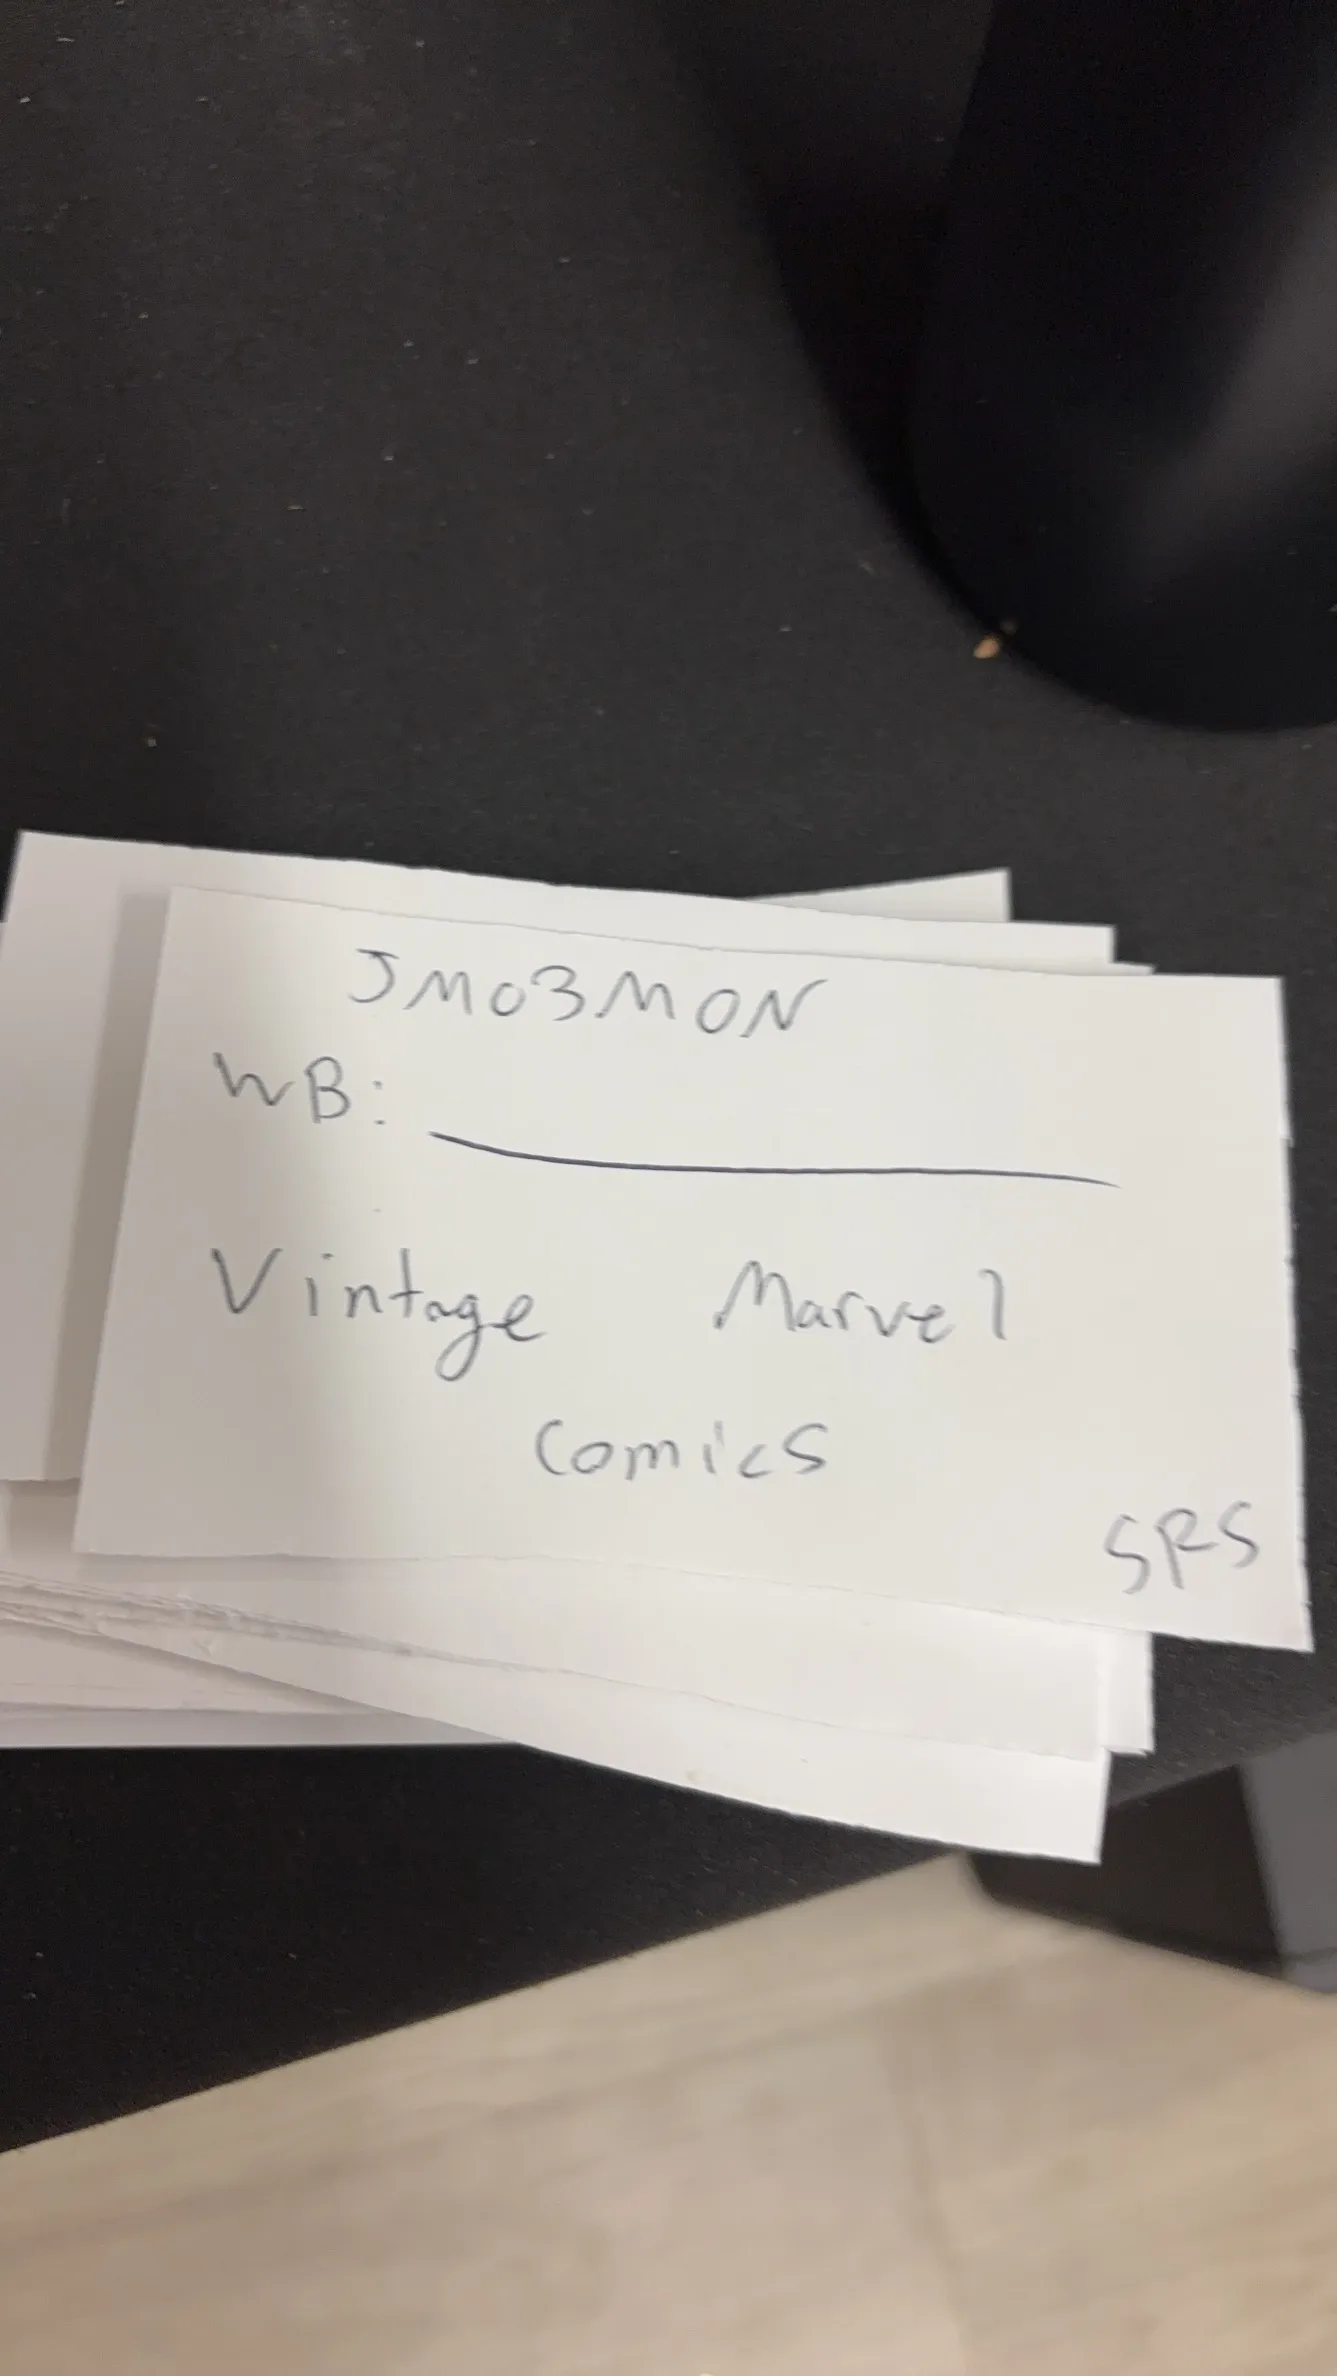 JMO3MON
WB:
Vintage Marvel
Comics
SRS